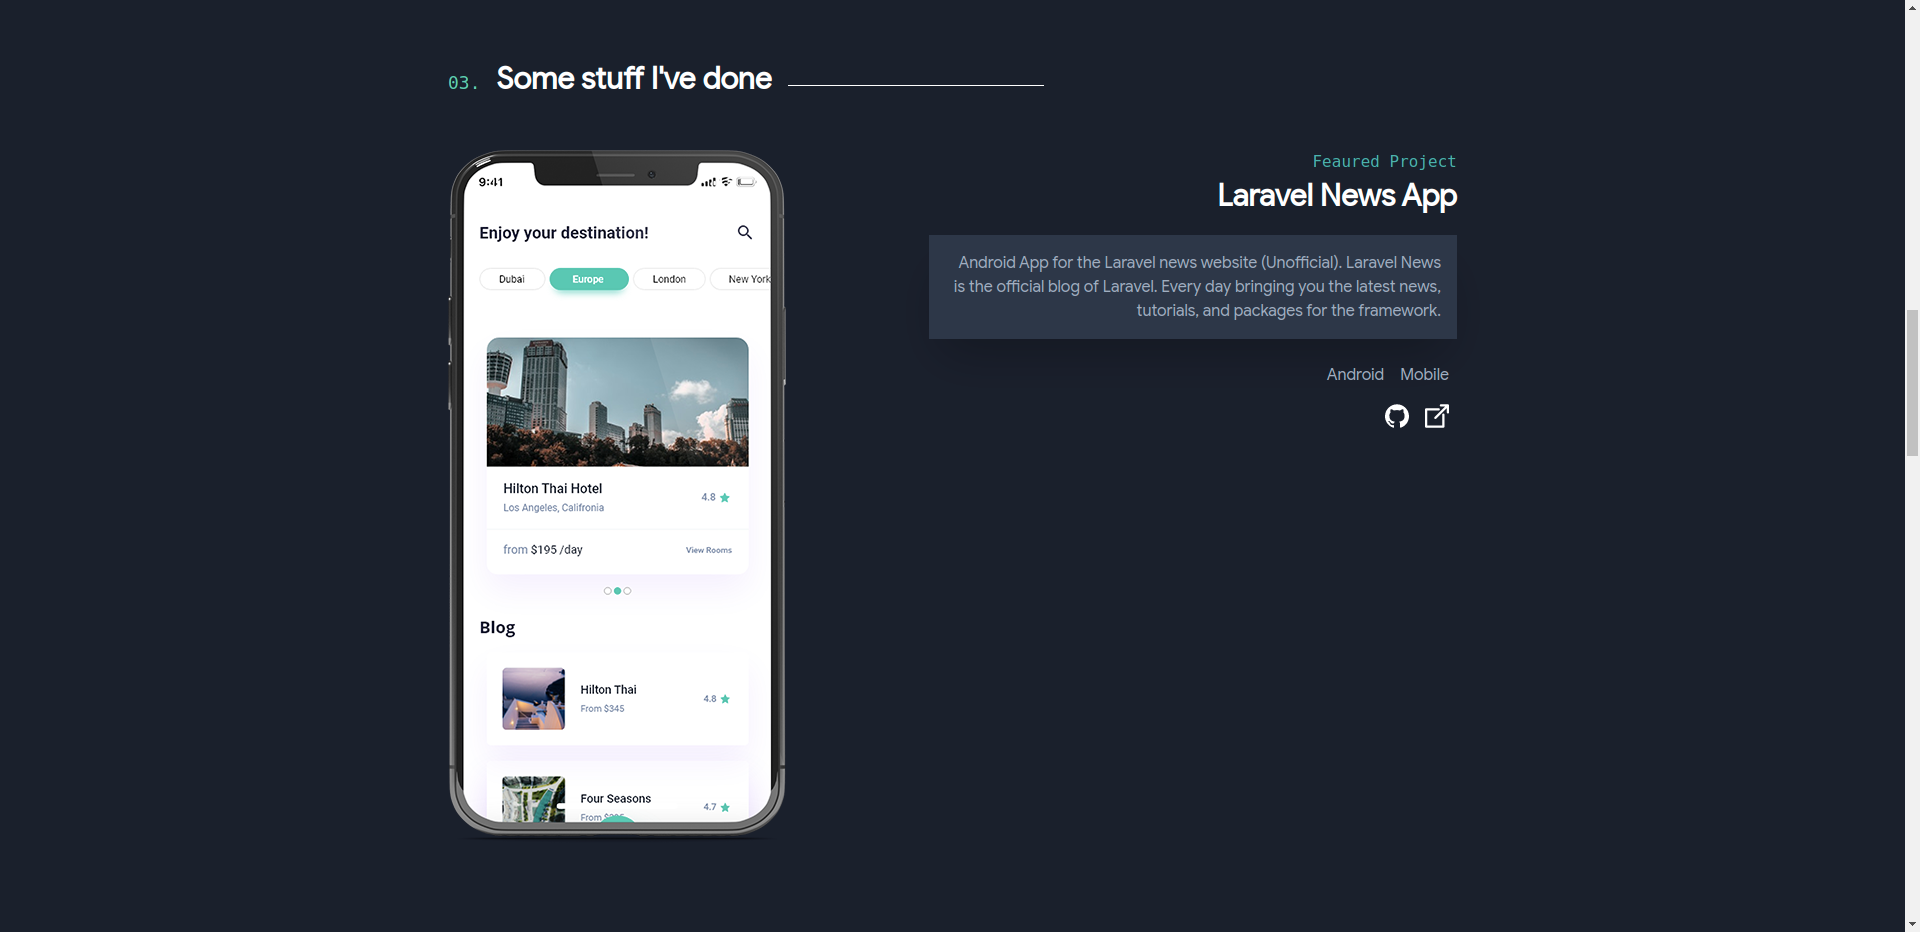 03. Some stuff I've done
9:41
Enjoy your destination!
Dubai Europe London New York
Hilton Thai Hotel
4.8
Los Angeles, Califronia
from $195 /day
View Rooms
Blog
Hilton Thai
4.8
From $345
Four Seasons
4.7
From
Feaured Project
Laravel News App
Android App for the Laravel news website (Unofficial). Laravel News
is the official blog of Laravel. Every day bringing you the latest news,
tutorials, and packages for the framework.
Android Mobile